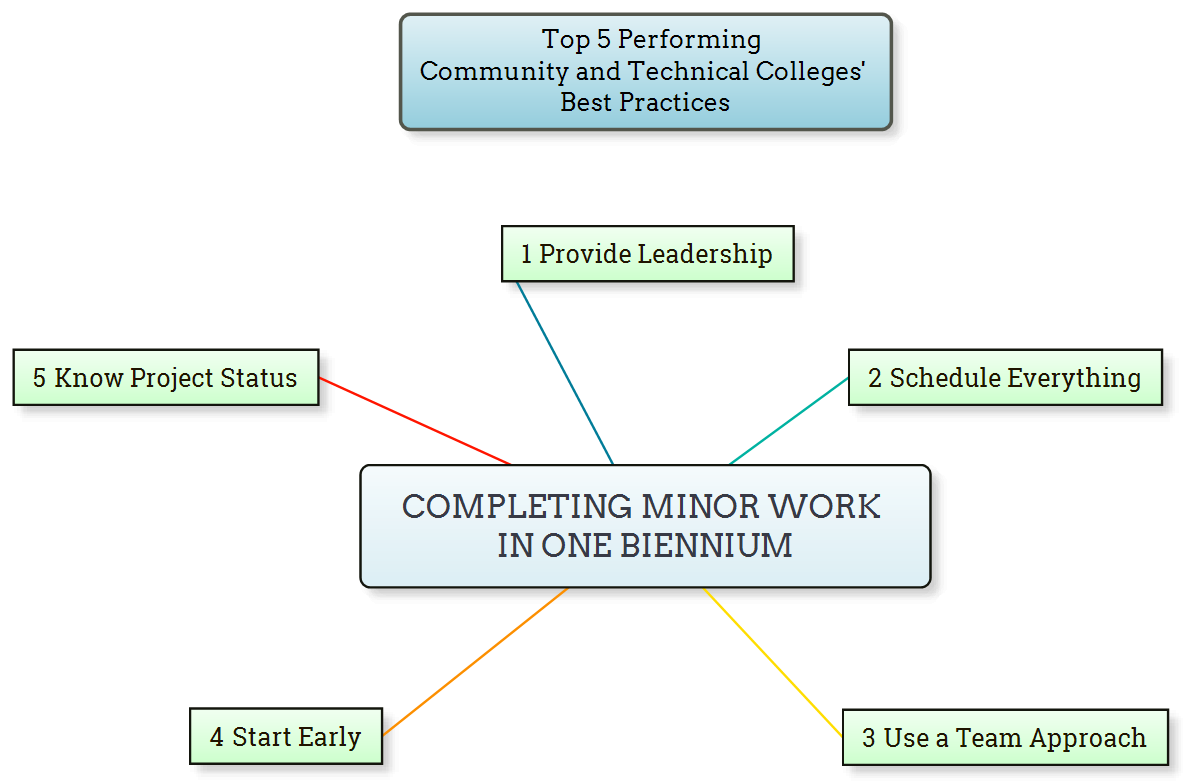 Top 5 Performing
Community and Technical Colleges'
Best Practices
1 Provide Leadership
5 Know Project Status
2 Schedule Everything
COMPLETING MINOR WORK
IN ONE BIENNIUM
4 Start Early
3 Use a Team Approach